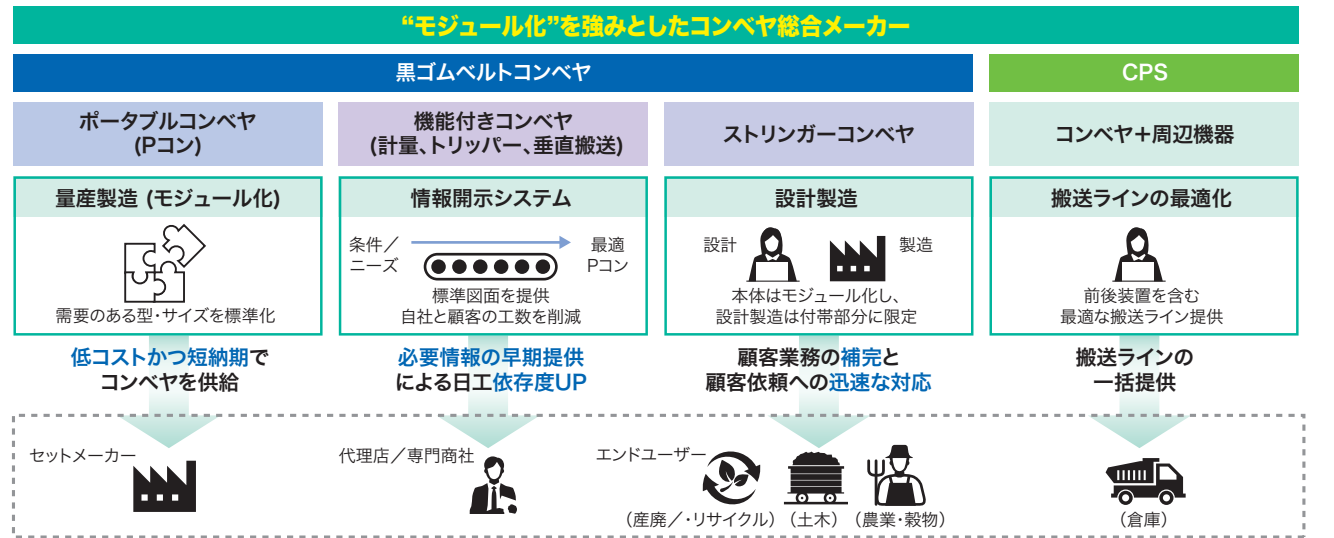 “モジュール化”を強みとしたコンベヤ総合メーカー
黒ゴムベルトコンベヤ
CPS
ポータブルコンベヤ
(Pコン)
機能付きコンベヤ
(計量、トリッパー、垂直搬送)
ストリンガーコンベヤ
コンベヤ＋周辺機器
量産製造 (モジュール化)
需要のある型・サイズを標準化
情報開示システム
条件／
ニーズ
最適
Pコン
標準図面を提供
自社と顧客の工数を削減
設計製造
設計
製造
本体はモジュール化し、
設計製造は付帯部分に限定
搬送ラインの最適化
前後装置を含む
最適な搬送ライン提供
低コストかつ短納期で
コンベヤを供給
必要情報の早期提供
による日工依存度UP
顧客業務の補完と
顧客依頼への迅速な対応
搬送ラインの
一括提供
セットメーカー
代理店／専門商社
エンドユーザー
(産廃／・リサイクル)
(土木)
(農業・穀物)
(倉庫)